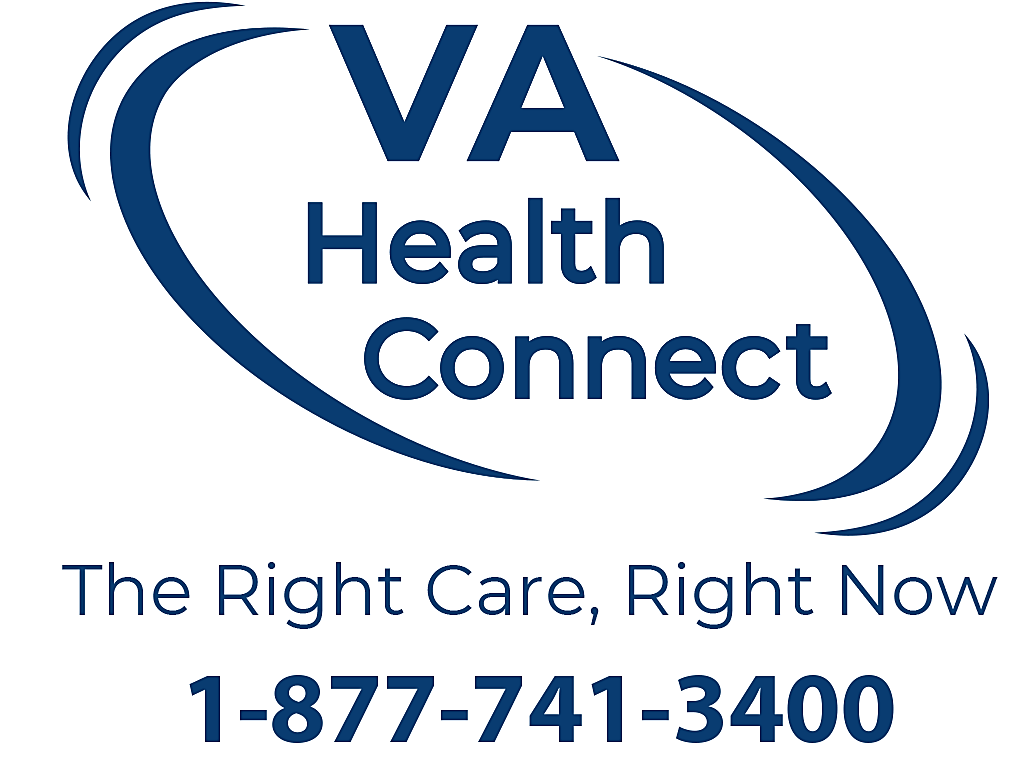 VA
Health
Connect
The Right Care, Right Now
1-877-741-3400